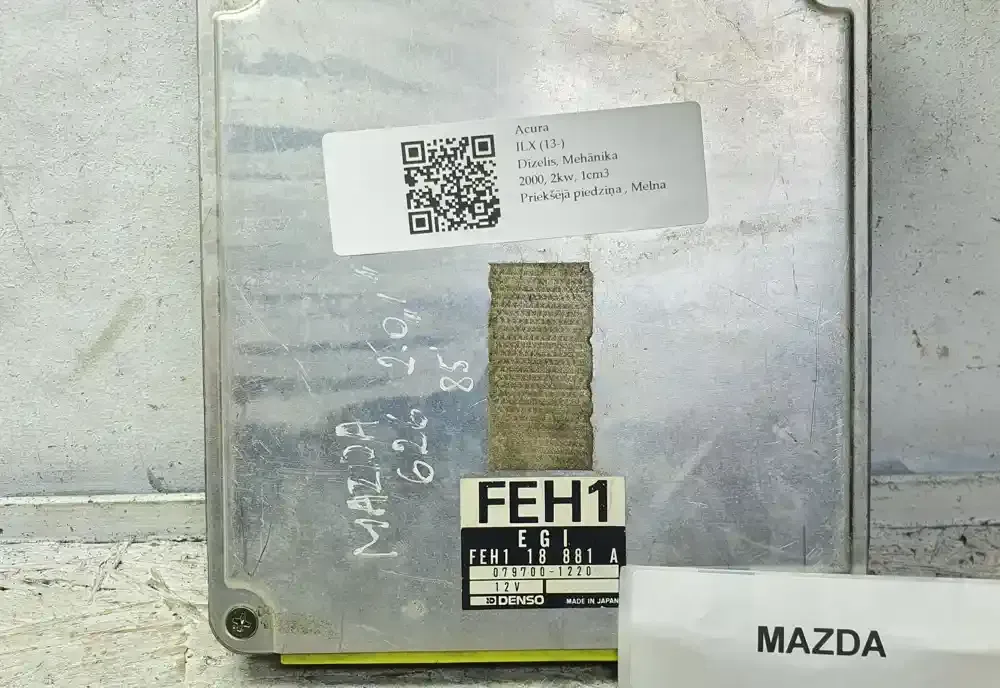 Acura
ILX (13-)
Dīzelis, Mehānika
2000, 2kw, 1cm3
Priekšējā piedziņa , Melna
MAZDA
626 2.0i
85'
FEH1
EGI
FEH1 18 881 A
079700-1220
12V
DENSO MADE IN JAPAN
MAZDA